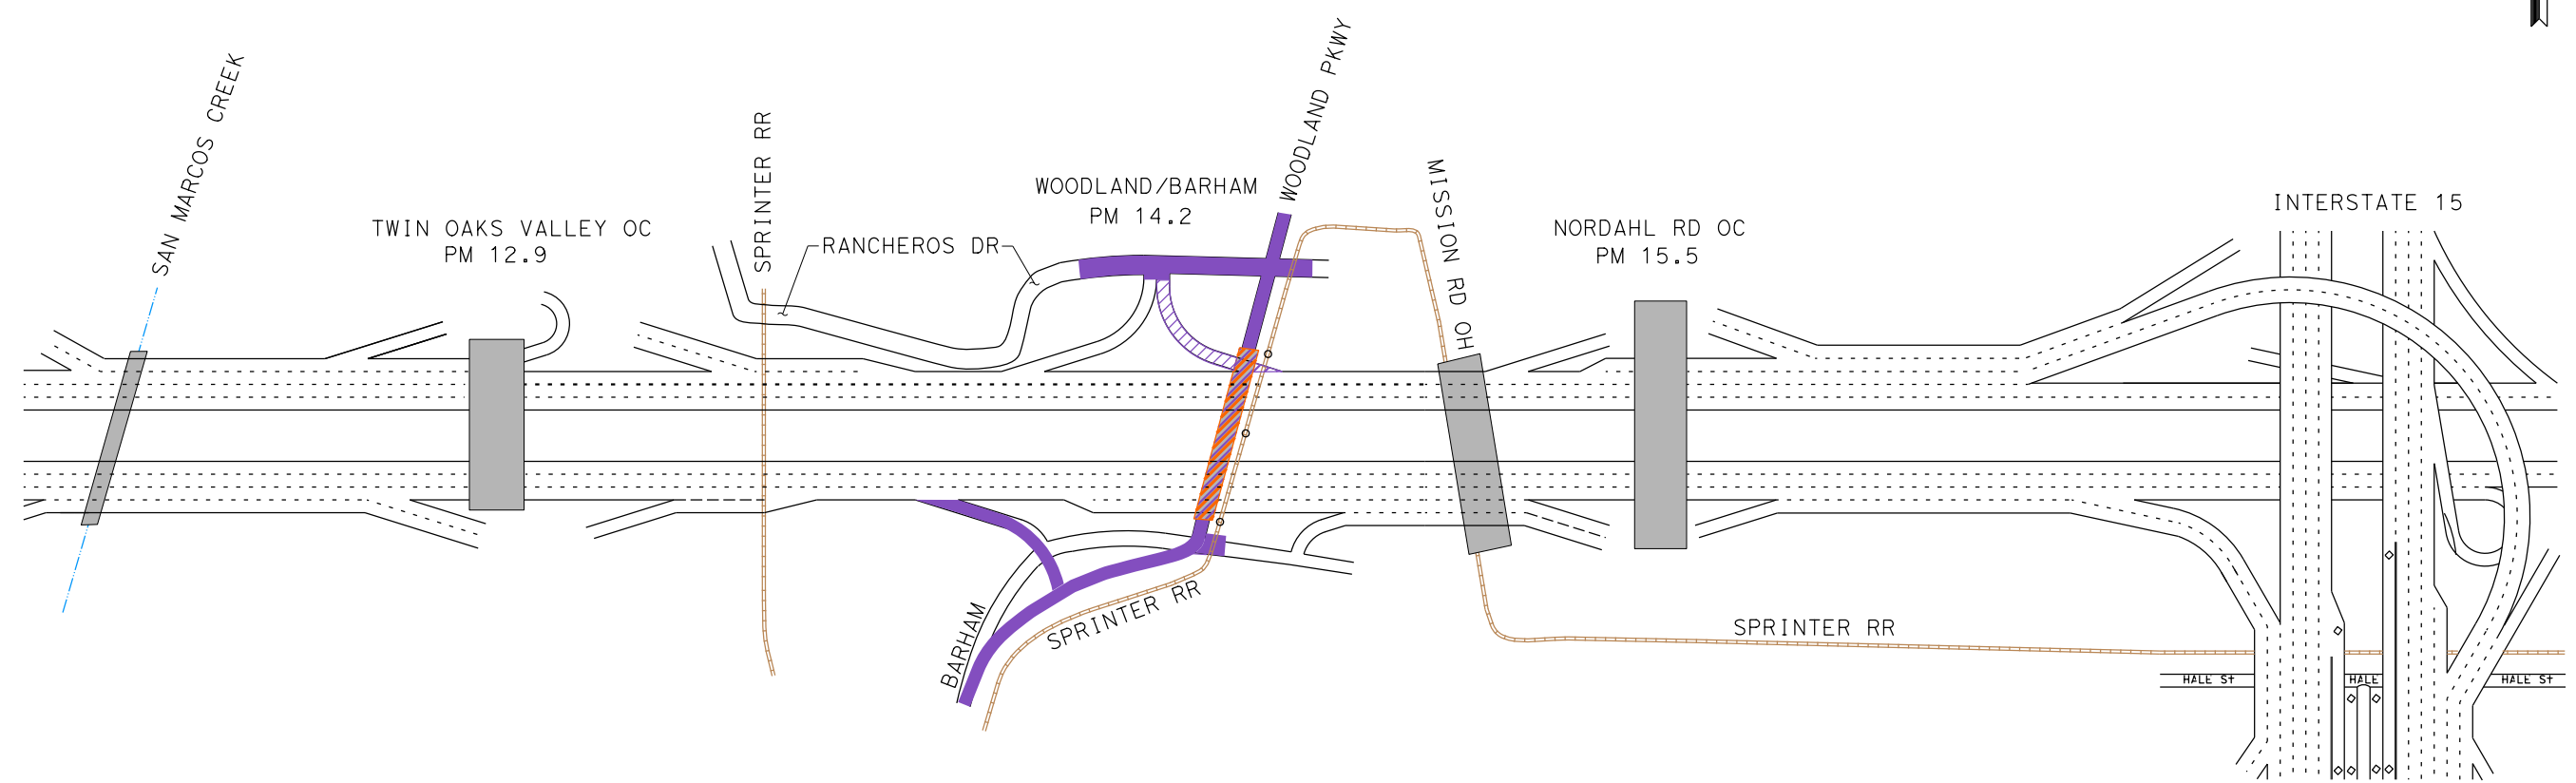 SAN MARCOS CREEK
TWIN OAKS VALLEY OC
PM 12.9
SPRINTER RR
RANCHEROS DR
WOODLAND/BARHAM
PM 14.2
WOODLAND PKWY
MISSION RD OH
NORDAHL RD OC
PM 15.5
INTERSTATE 15
BARHAM
SPRINTER RR
SPRINTER RR
HALE St
HALE
HALE St